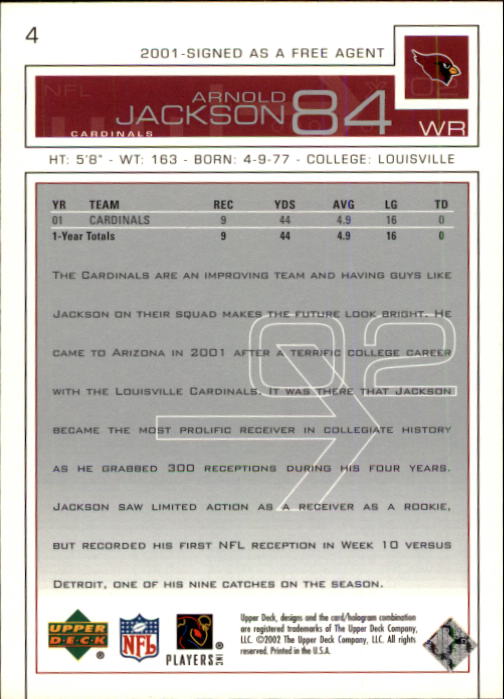 4
2001-SIGNED AS A FREE AGENT
NFL
ARNOLD
JACKSON 84
CARDINALS
WR
HT: 5'8" - WT: 163 - BORN: 4-9-77 - COLLEGE: LOUISVILLE
YR TEAM REC YDS AVG LG TD
01 CARDINALS 9 44 4.9 16 0
1-Year Totals 9 44 4.9 16 0
THE CARDINALS ARE AN IMPROVING TEAM AND HAVING GUYS LIKE
JACKSON ON THEIR SQUAD MAKES THE FUTURE LOOK BRIGHT. HE
CAME TO ARIZONA IN 2001 AFTER A TERRIFIC COLLEGE CAREER
WITH THE LOUISVILLE CARDINALS. IT WAS THERE THAT JACKSON
BECAME THE MOST PROLIFIC RECEIVER IN COLLEGIATE HISTORY
AS HE GRABBED 300 RECEPTIONS DURING HIS FOUR YEARS.
JACKSON SAW LIMITED ACTION AS A RECEIVER AS A ROOKIE,
BUT RECORDED HIS FIRST NFL RECEPTION IN WEEK 10 VERSUS
DETROIT, ONE OF HIS NINE CATCHES ON THE SEASON.
02
UPPER
DECK
NFL
PLAYERS INC
Upper Deck, designs and the card/hologram combination
are registered trademarks of The Upper Deck Company,
LLC. ©2002 The Upper Deck Company, LLC. All rights
reserved. Printed in the U.S.A.